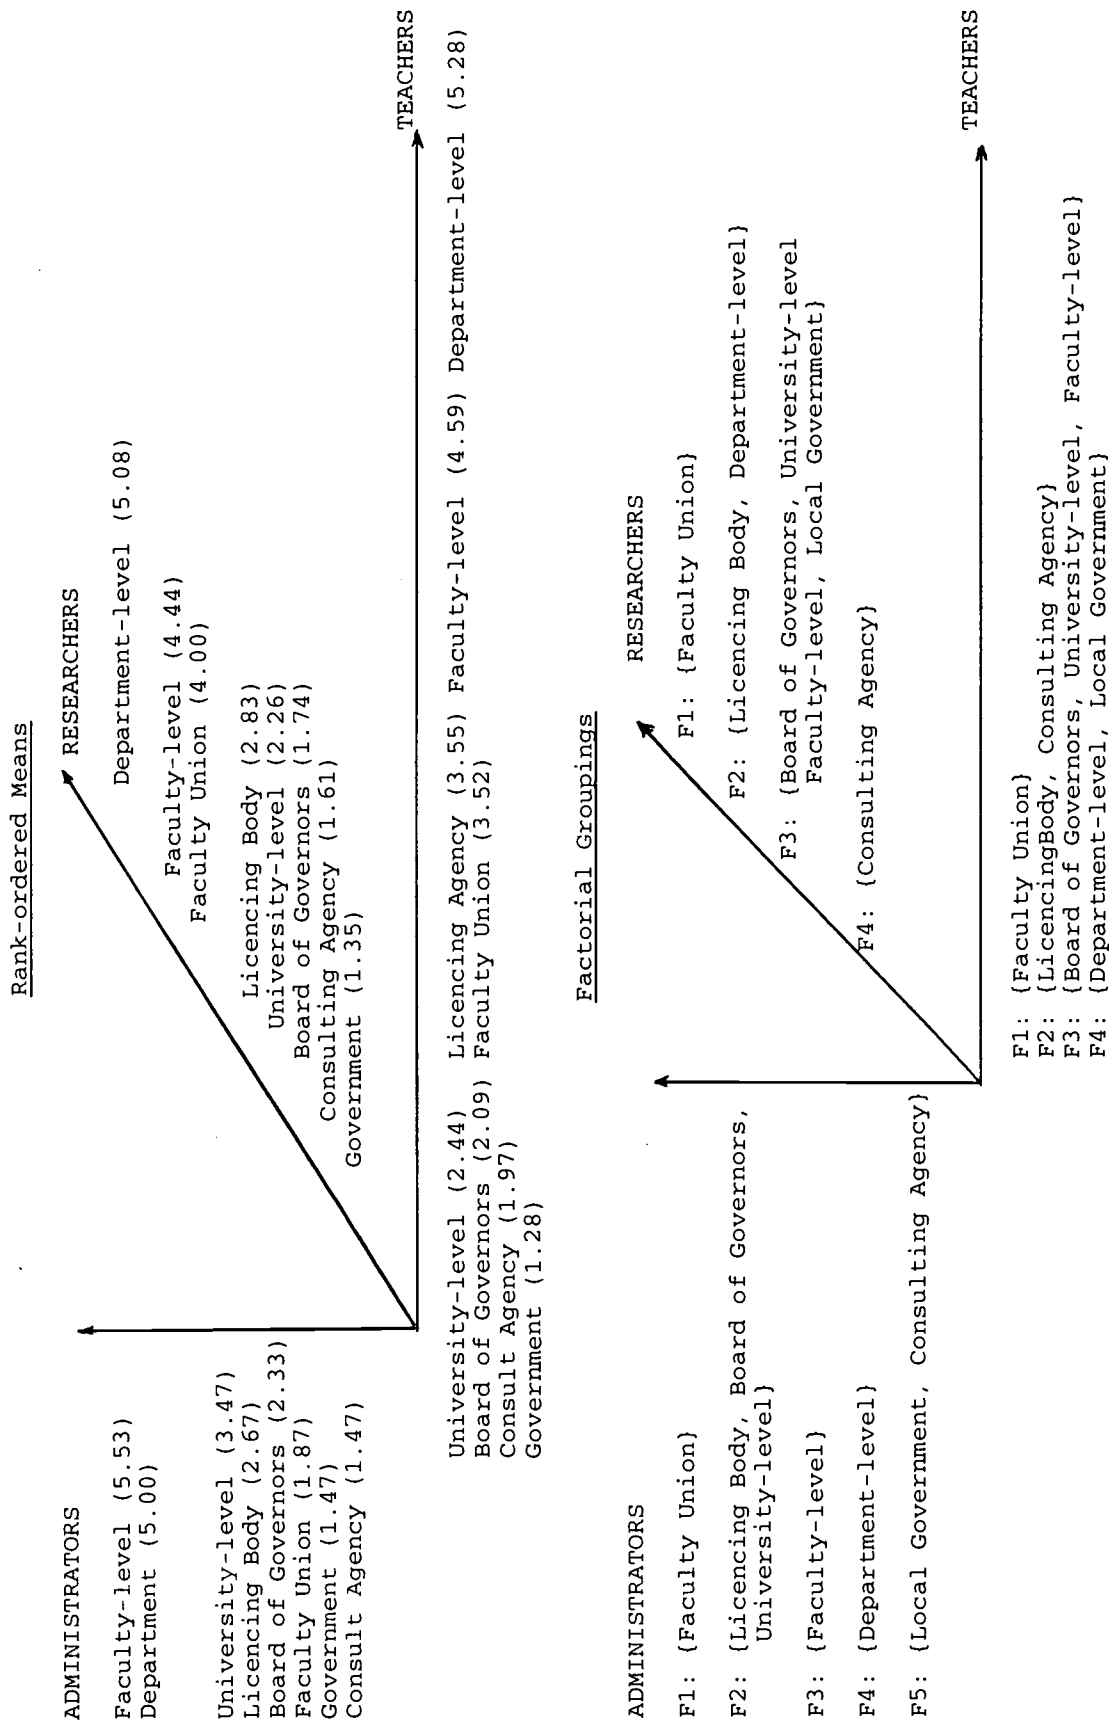 Rank-ordered Means
ADMINISTRATORS
Faculty-level (5.53)
Department (5.00)
University-level (3.47)
Licencing Body (2.67)
Board of Governors (2.33)
Faculty Union (1.87)
Government (1.47)
Consult Agency (1.47)
RESEARCHERS
Department-level (5.08)
Faculty-level (4.44)
Faculty Union (4.00)
Licencing Body (2.83)
University-level (2.26)
Board of Governors (1.74)
Consulting Agency (1.61)
Government (1.35)
TEACHERS
University-level (2.44) Licencing Agency (3.55) Faculty-level (4.59) Department-level (5.28)
Board of Governors (2.09) Faculty Union (3.52)
Consult Agency (1.97)
Government (1.28)
Factorial Groupings
ADMINISTRATORS
F1: {Faculty Union}
F2: {Licencing Body, Board of Governors,
University-level}
F3: {Faculty-level}
F4: {Department-level}
F5: {Local Government, Consulting Agency}
RESEARCHERS
F1: {Faculty Union}
F2: {Licencing Body, Department-level}
F3: {Board of Governors, University-level
Faculty-level, Local Government}
F4: {Consulting Agency}
TEACHERS
F1: {Faculty Union}
F2: {LicencingBody, Consulting Agency}
F3: {Board of Governors, University-level, Faculty-level}
F4: {Department-level, Local Government}